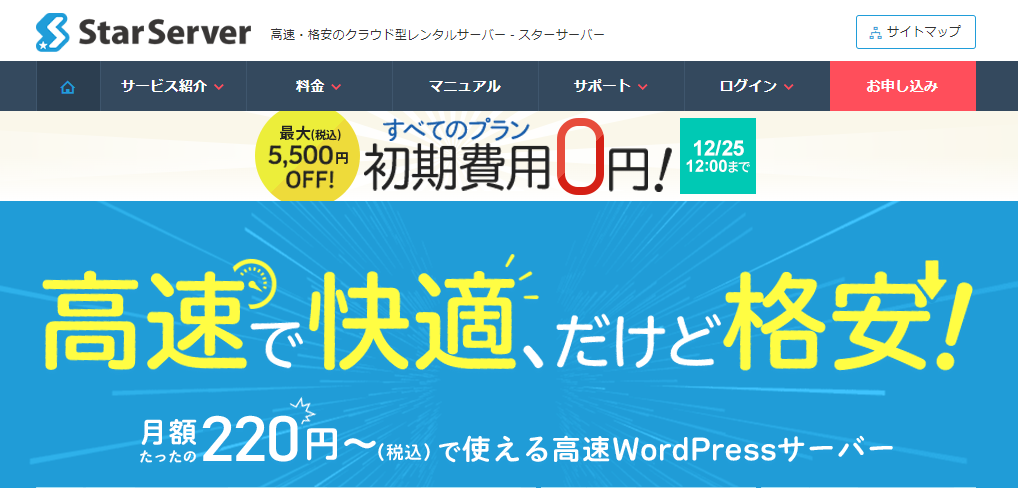 StarServer 高速・格安のクラウド型レンタルサーバー - スターサーバー
サイトマップ
サービス紹介 料金 マニュアル サポート ログイン お申し込み
最大(税込)
5,500円
OFF!
すべてのプラン
初期費用0円!
12/25
12:00まで
高速で快適、だけど格安!
月額
たったの
220円～(税込)で使える高速WordPressサーバー